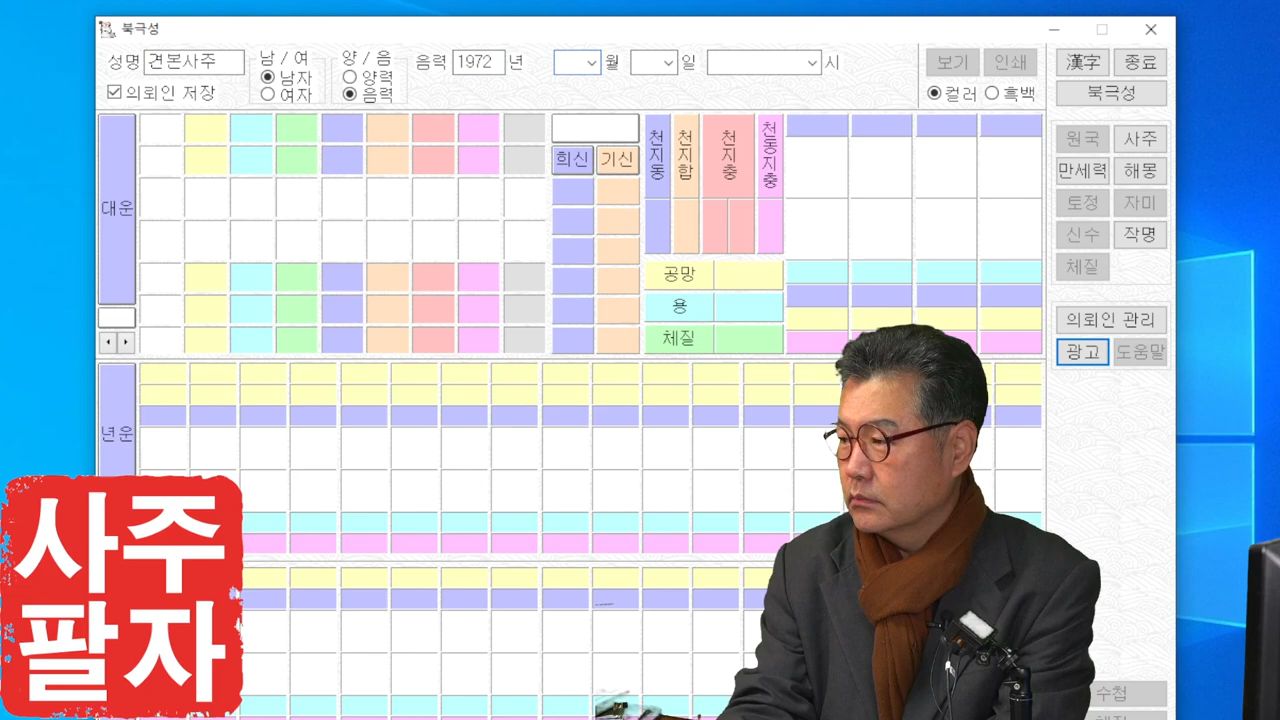 북극성
성명 견본사주
남 / 여
남자
여자
양 / 음
양력
음력
음력 1972 년 월 일 시
의뢰인 저장
보기 인쇄
컬러 흑백
漢字 종료
북극성
원국 사주
만세력 해몽
토정 자미
신수 작명
체질
의뢰인 관리
광고 도움말
대운
희신 기신
천지동
천지합
천지충
천동지충
공망
용
체질
년운
사주
팔자
수첩